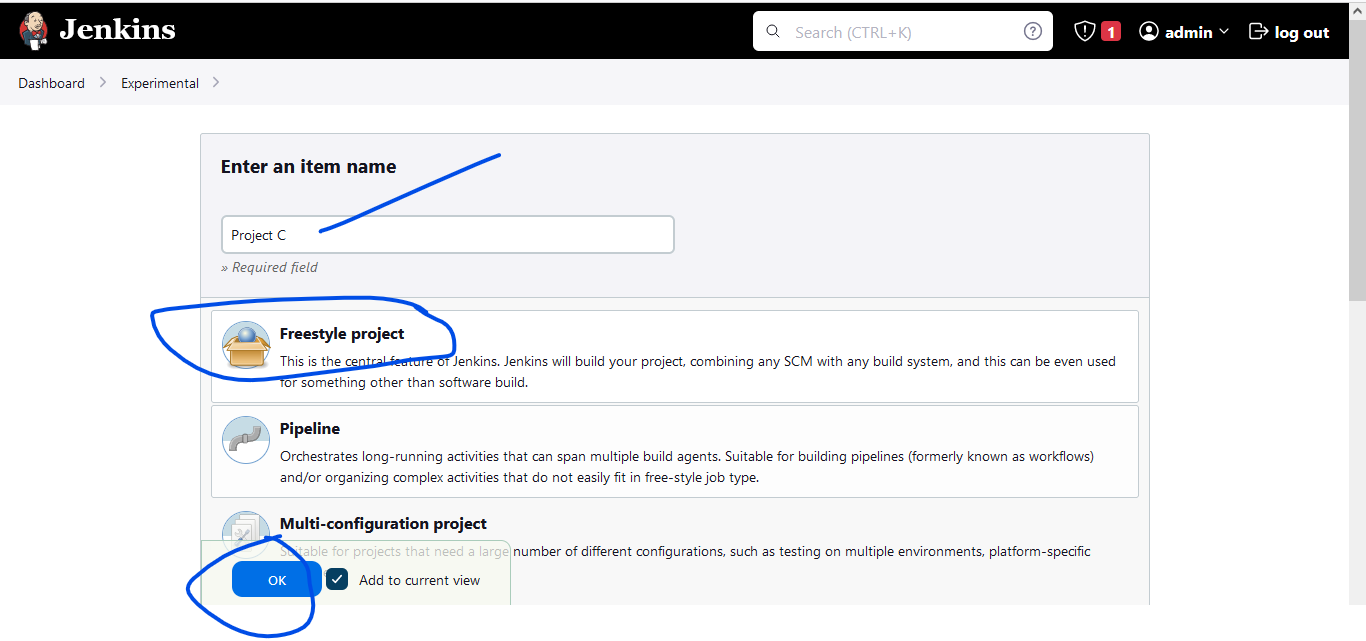 Jenkins
Search (CTRL+K)
1
admin
log out
Dashboard
Experimental
Enter an item name
Project C
» Required field
Freestyle project
This is the central feature of Jenkins. Jenkins will build your project, combining any SCM with any build system, and this can be even used
for something other than software build.
Pipeline
Orchestrates long-running activities that can span multiple build agents. Suitable for building pipelines (formerly known as workflows)
and/or organizing complex activities that do not easily fit in free-style job type.
Multi-configuration project
Suitable for projects that need a large number of different configurations, such as testing on multiple environments, platform-specific
OK
Add to current view